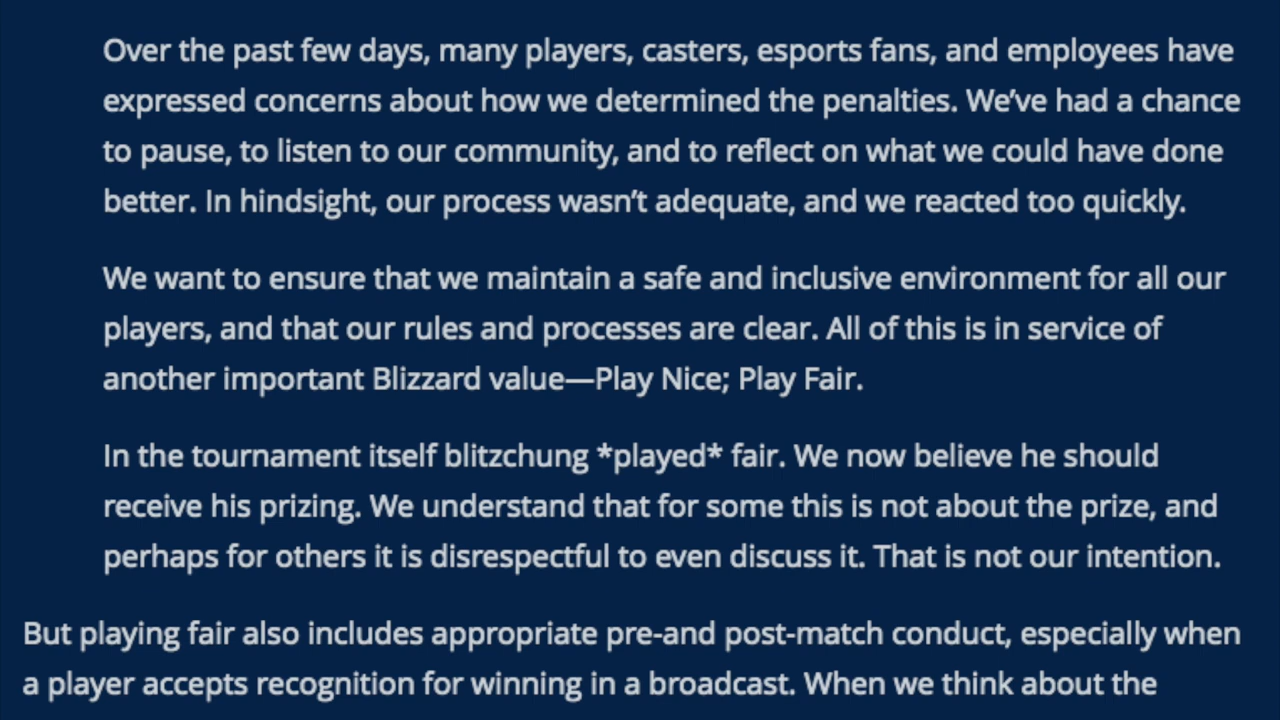 Over the past few days, many players, casters, esports fans, and employees have
expressed concerns about how we determined the penalties. We’ve had a chance
to pause, to listen to our community, and to reflect on what we could have done
better. In hindsight, our process wasn’t adequate, and we reacted too quickly.
We want to ensure that we maintain a safe and inclusive environment for all our
players, and that our rules and processes are clear. All of this is in service of
another important Blizzard value—Play Nice; Play Fair.
In the tournament itself blitzchung *played* fair. We now believe he should
receive his prizing. We understand that for some this is not about the prize, and
perhaps for others it is disrespectful to even discuss it. That is not our intention.
But playing fair also includes appropriate pre-and post-match conduct, especially when
a player accepts recognition for winning in a broadcast. When we think about the